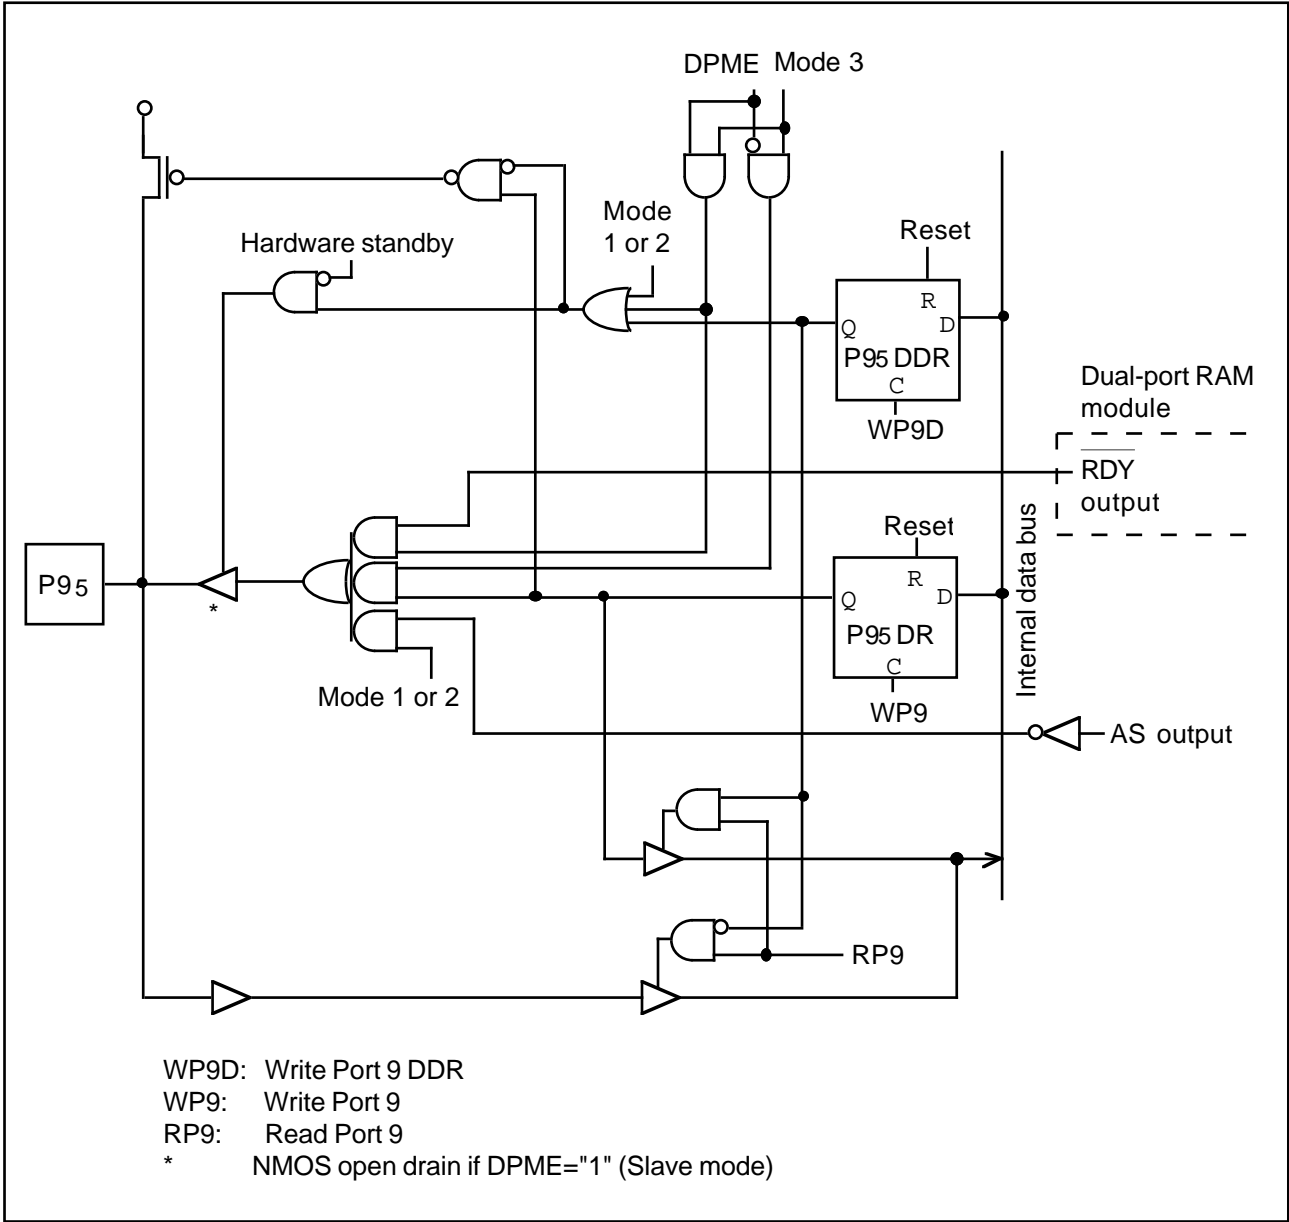 DPME Mode 3
Mode
1 or 2
Hardware standby
Reset
R
Q
D
P95 DDR
C
WP9D
Dual-port RAM
module
RDY
output
Internal data bus
Reset
R
Q
D
P95 DR
C
WP9
P95
*
Mode 1 or 2
AS output
RP9
WP9D: Write Port 9 DDR
WP9: Write Port 9
RP9: Read Port 9
* NMOS open drain if DPME="1" (Slave mode)